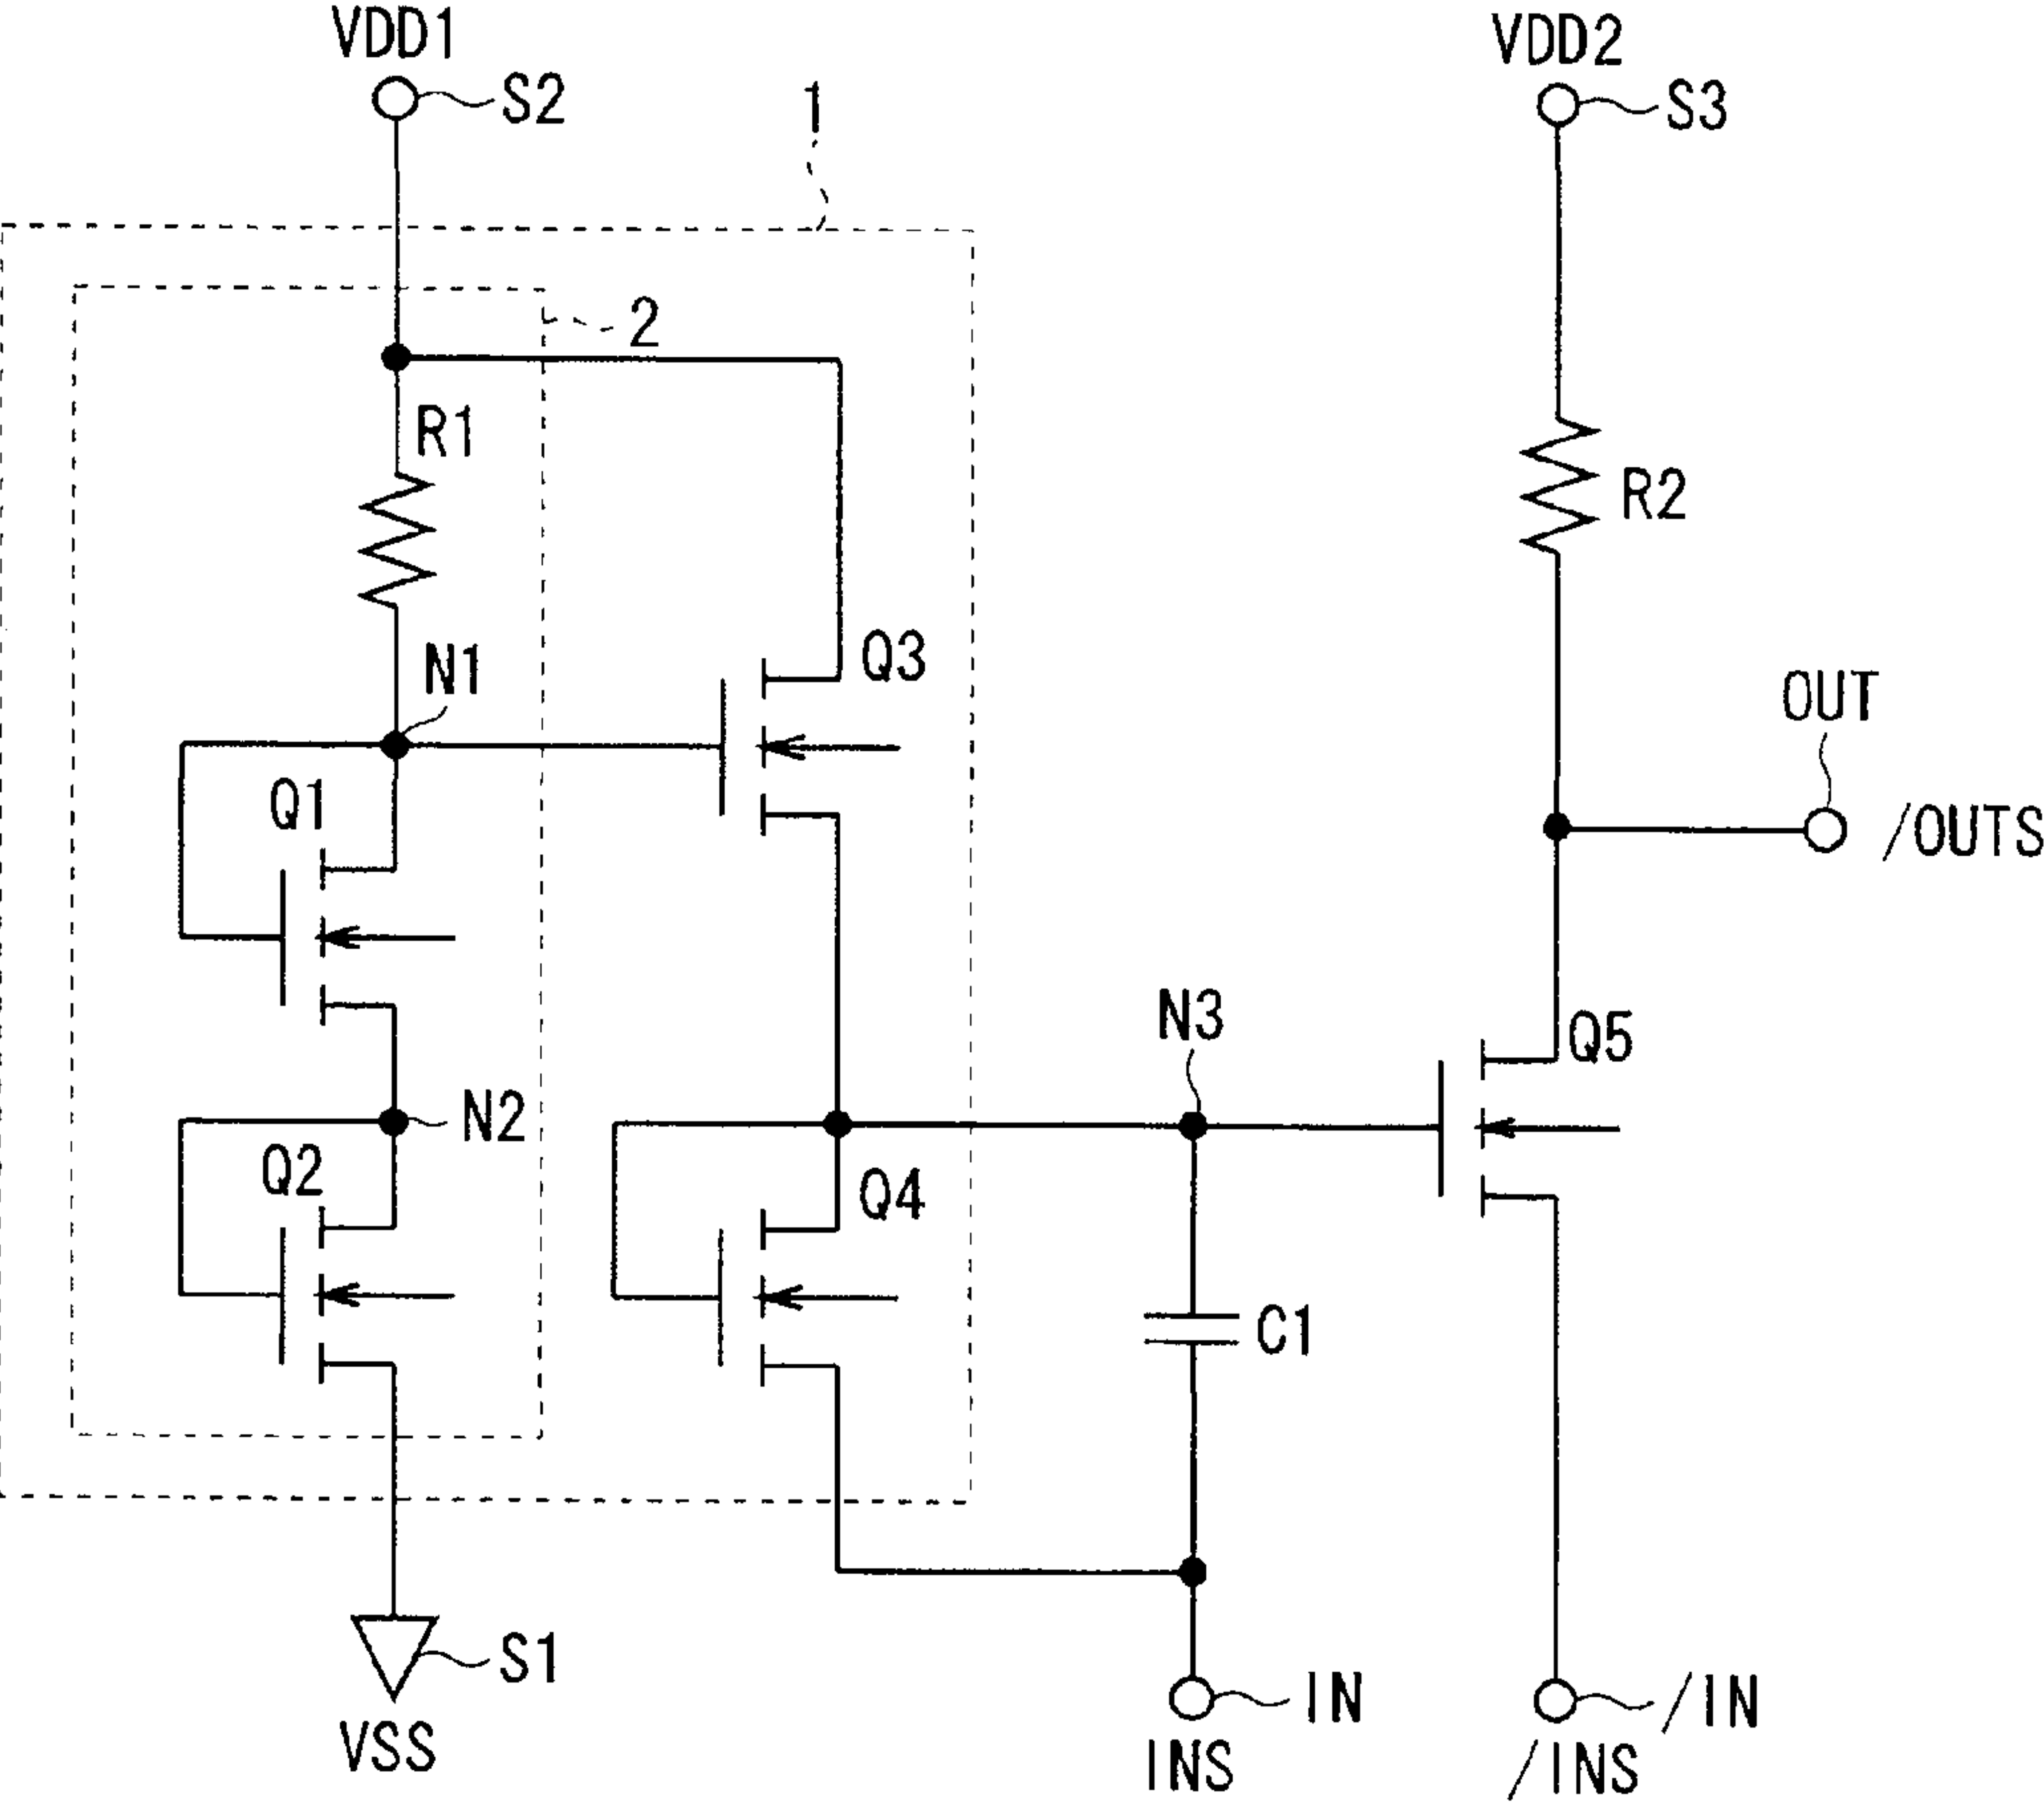 VDD1
S2
1
VDD2
S3
2
R1
R2
N1
Q3
OUT
/OUTS
Q1
N3
Q5
N2
Q2
Q4
C1
S1
VSS
IN
INS
/IN
/INS